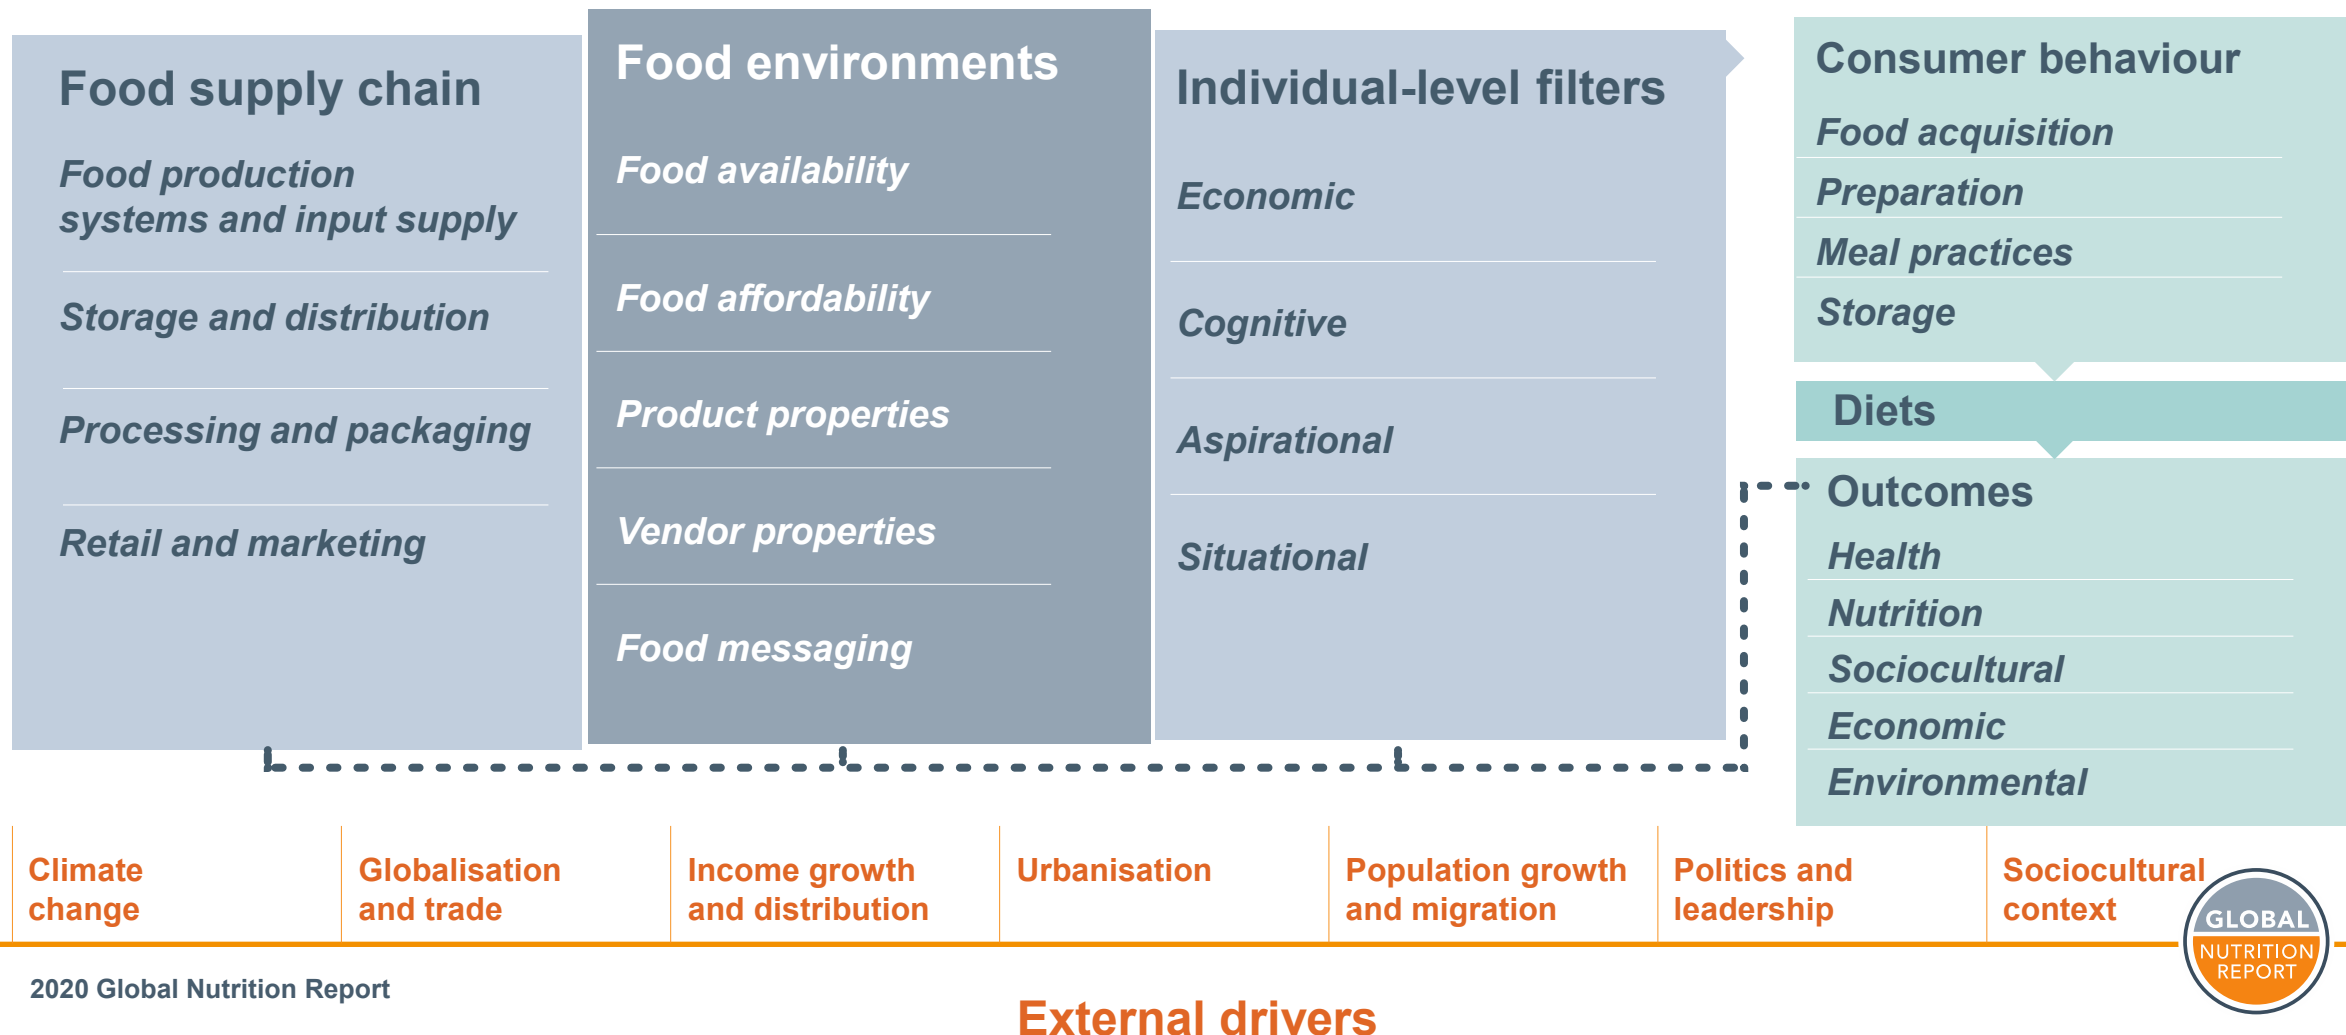 Food supply chain
Food production
systems and input supply
Storage and distribution
Processing and packaging
Retail and marketing
Food environments
Food availability
Food affordability
Product properties
Vendor properties
Food messaging
Individual-level filters
Economic
Cognitive
Aspirational
Situational
Consumer behaviour
Food acquisition
Preparation
Meal practices
Storage
Diets
Outcomes
Health
Nutrition
Sociocultural
Economic
Environmental
Climate
change
Globalisation
and trade
Income growth
and distribution
Urbanisation
Population growth
and migration
Politics and
leadership
Sociocultural
context
GLOBAL
NUTRITION
REPORT
2020 Global Nutrition Report
External drivers